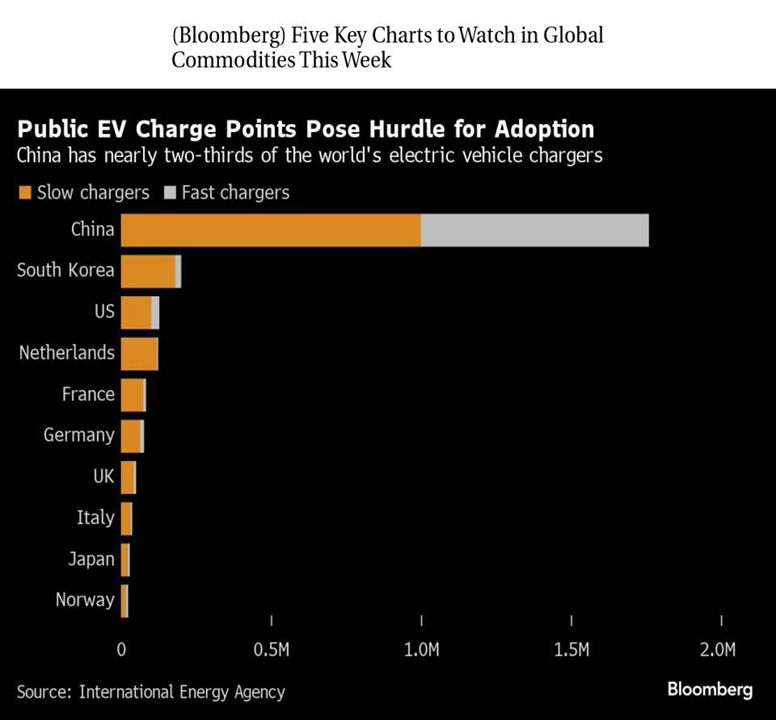 (Bloomberg) Five Key Charts to Watch in Global
Commodities This Week
Public EV Charge Points Pose Hurdle for Adoption
China has nearly two-thirds of the world's electric vehicle chargers
Slow chargers Fast chargers
China
South Korea
US
Netherlands
France
Germany
UK
Italy
Japan
Norway
0 0.5M 1.0M 1.5M 2.0M
Source: International Energy Agency
Bloomberg